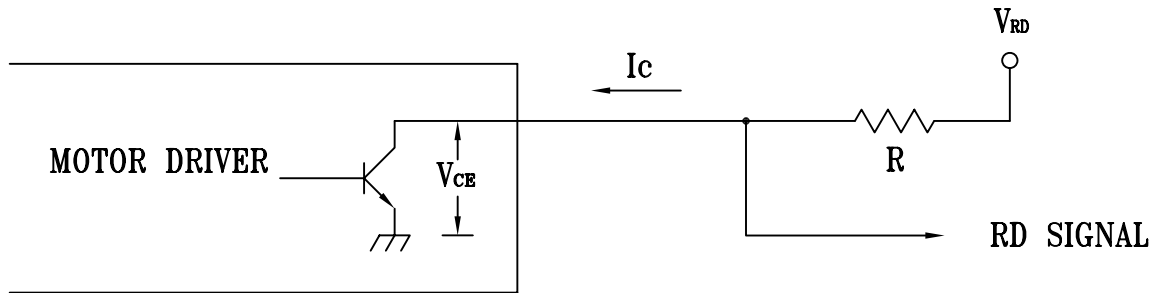 V_RD
Ic
MOTOR DRIVER
V_CE
R
RD SIGNAL